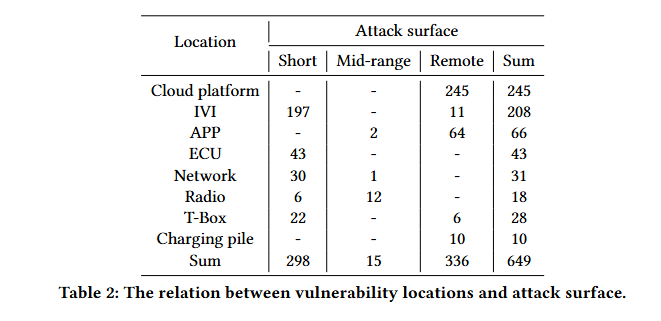 Location Attack surface
Short Mid-range Remote Sum
Cloud platform - - 245 245
IVI 197 - 11 208
APP - 2 64 66
ECU 43 - - 43
Network 30 1 - 31
Radio 6 12 - 18
T-Box 22 - 6 28
Charging pile - - 10 10
Sum 298 15 336 649
Table 2: The relation between vulnerability locations and attack surface.